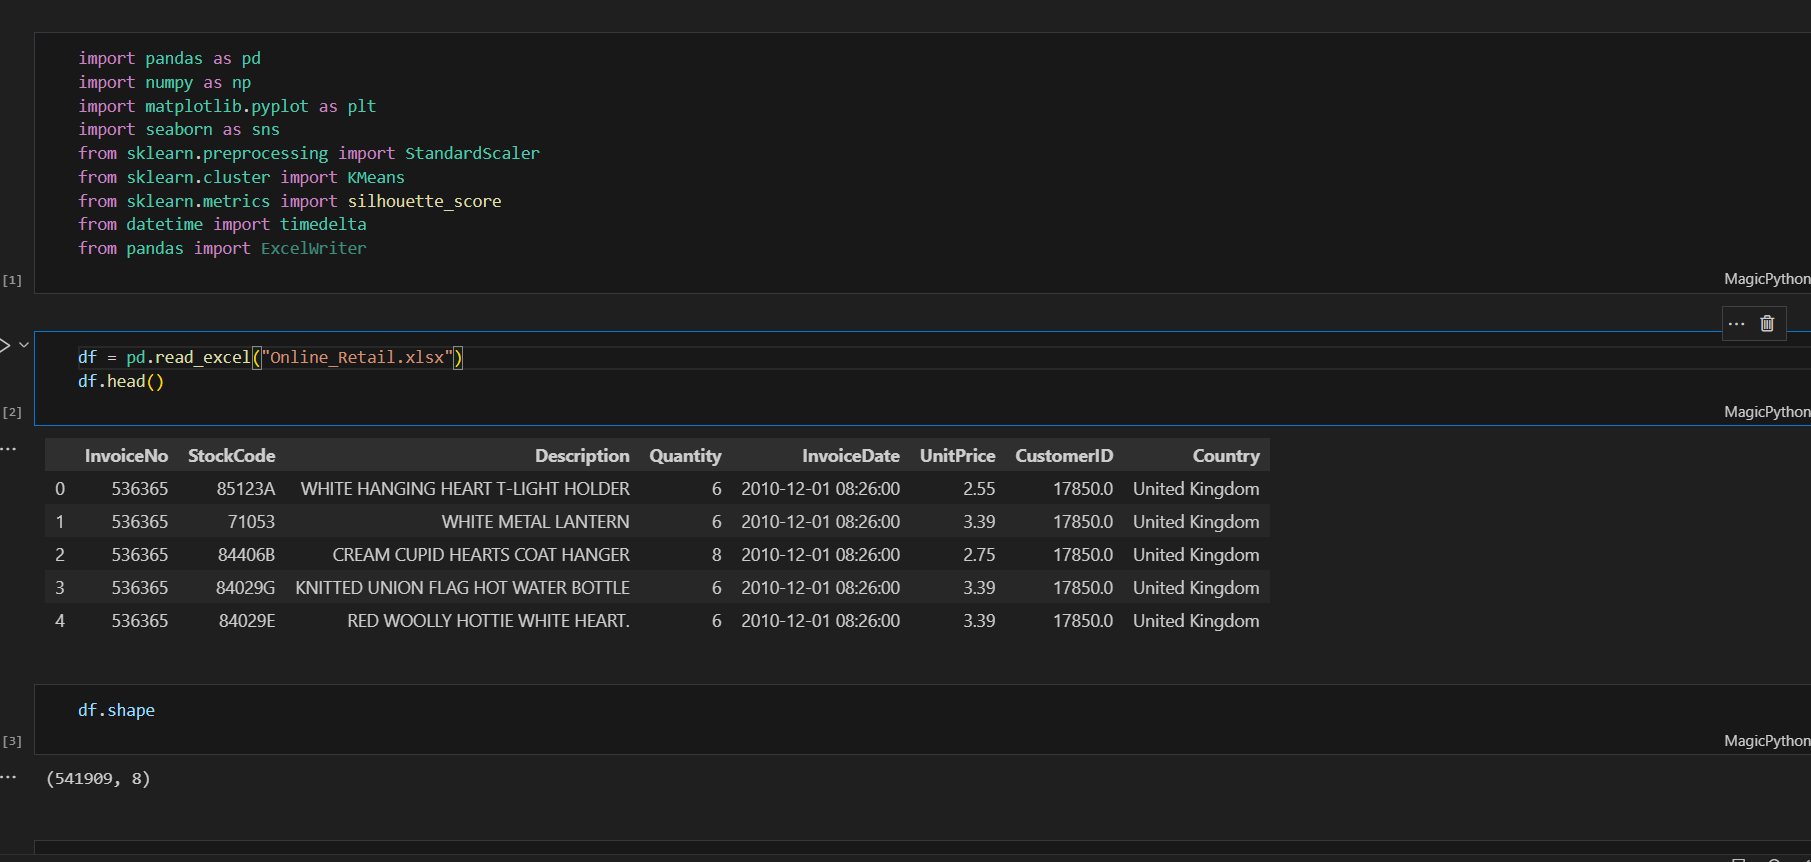 import pandas as pd
import numpy as np
import matplotlib.pyplot as plt
import seaborn as sns
from sklearn.preprocessing import StandardScaler
from sklearn.cluster import KMeans
from sklearn.metrics import silhouette_score
from datetime import timedelta
from pandas import ExcelWriter
[1]
MagicPython
df = pd.read_excel("Online_Retail.xlsx")
df.head()
[2]
MagicPython
InvoiceNo StockCode Description Quantity InvoiceDate UnitPrice CustomerID Country
0 536365 85123A WHITE HANGING HEART T-LIGHT HOLDER 6 2010-12-01 08:26:00 2.55 17850.0 United Kingdom
1 536365 71053 WHITE METAL LANTERN 6 2010-12-01 08:26:00 3.39 17850.0 United Kingdom
2 536365 84406B CREAM CUPID HEARTS COAT HANGER 8 2010-12-01 08:26:00 2.75 17850.0 United Kingdom
3 536365 84029G KNITTED UNION FLAG HOT WATER BOTTLE 6 2010-12-01 08:26:00 3.39 17850.0 United Kingdom
4 536365 84029E RED WOOLLY HOTTIE WHITE HEART. 6 2010-12-01 08:26:00 3.39 17850.0 United Kingdom
df.shape
[3]
MagicPython
(541909, 8)